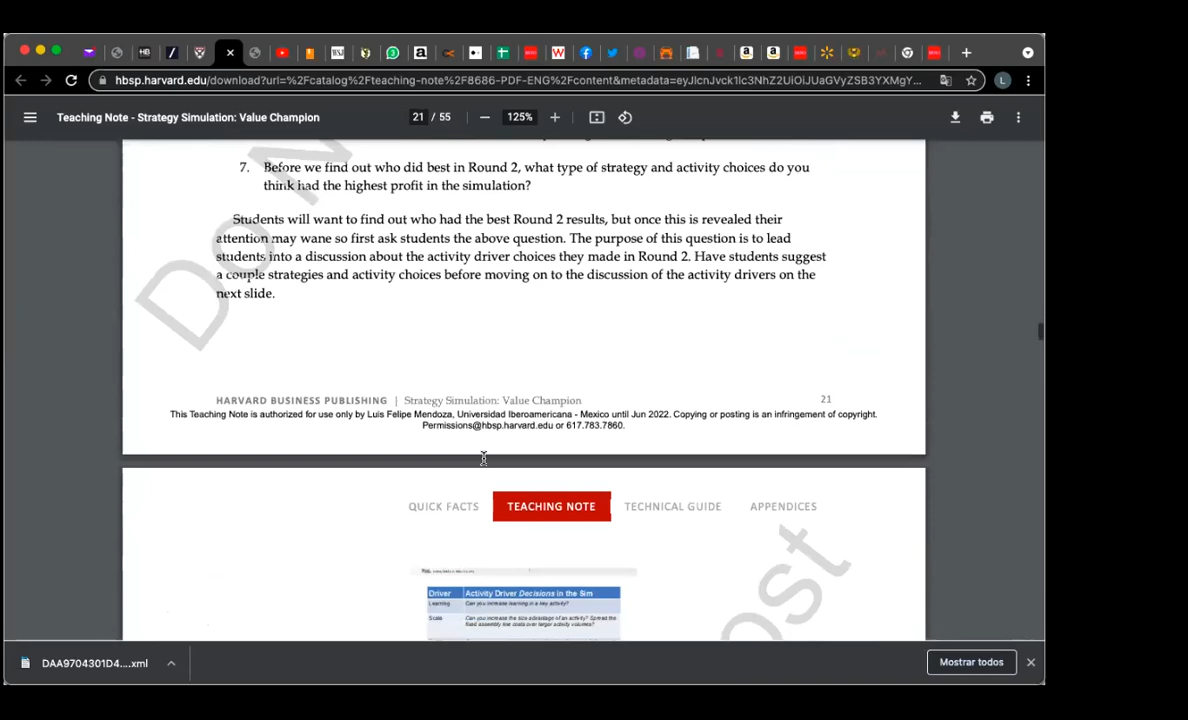 hbsp.harvard.edu/download?url=%2Fcatalog%2Fteaching-note%2F8686-PDF-ENG%2Fcontent&metadata=eyJlcnJvck1lc3NhZ2UiOiJUaGVyZSB3YXMgY...
L
Teaching Note - Strategy Simulation: Value Champion
21 / 55
125%
7. Before we find out who did best in Round 2, what type of strategy and activity choices do you
think had the highest profit in the simulation?
Students will want to find out who had the best Round 2 results, but once this is revealed their
attention may wane so first ask students the above question. The purpose of this question is to lead
students into a discussion about the activity driver choices they made in Round 2. Have students suggest
a couple strategies and activity choices before moving on to the discussion of the activity drivers on the
next slide.
Do N
HARVARD BUSINESS PUBLISHING | Strategy Simulation: Value Champion 21
This Teaching Note is authorized for use only by Luis Felipe Mendoza, Universidad Iberoamericana - Mexico until Jun 2022. Copying or posting is an infringement of copyright.
Permissions@hbsp.harvard.edu or 617.783.7860.
QUICK FACTS TEACHING NOTE TECHNICAL GUIDE APPENDICES
ost
Driver Activity Driver Decisions in the Sim
Learning Can you increase learning in a key activity?
Scale Can you increase the size advantage of an activity? Spread the
fixed assembly line costs over larger activity volumes?
DAA9704301D4....xml
Mostrar todos